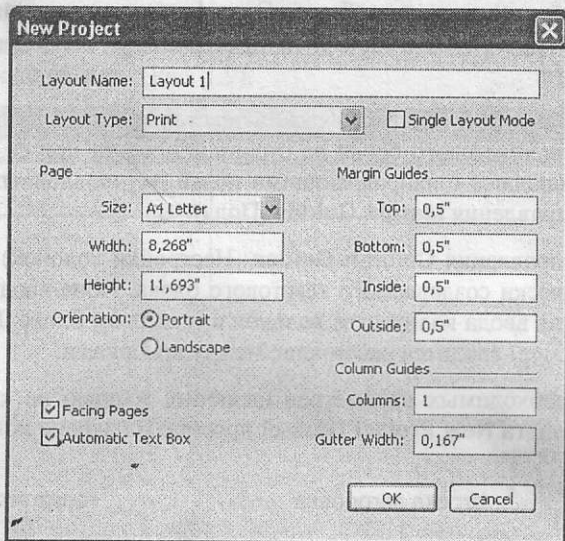 New Project
Layout Name: Layout 1
Layout Type: Print
Single Layout Mode
Page
Size: A4 Letter
Width: 8,268"
Height: 11,693"
Orientation: Portrait
Landscape
Facing Pages
Automatic Text Box
Margin Guides
Top: 0,5"
Bottom: 0,5"
Inside: 0,5"
Outside: 0,5"
Column Guides
Columns: 1
Gutter Width: 0,167"
OK
Cancel